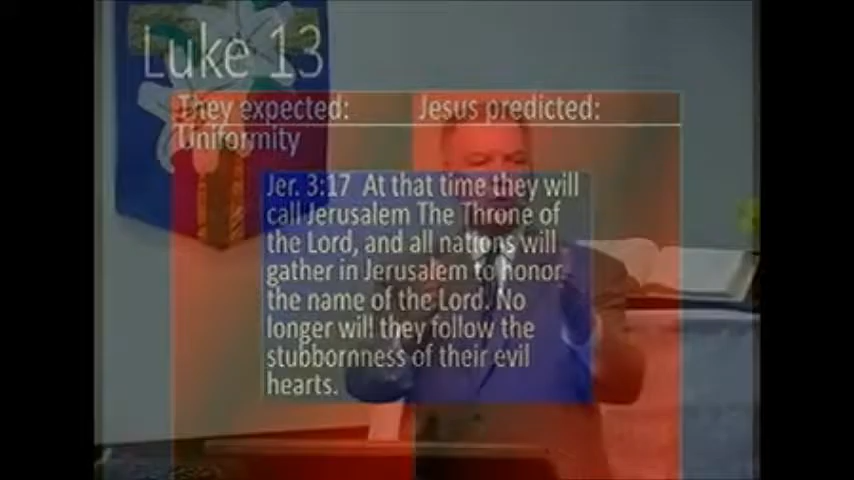 Luke 13
They expected: Jesus predicted:
Uniformity
Jer. 3:17 At that time they will
call Jerusalem The Throne of
the Lord, and all nations will
gather in Jerusalem to honor
the name of the Lord. No
longer will they follow the
stubbornness of their evil
hearts.